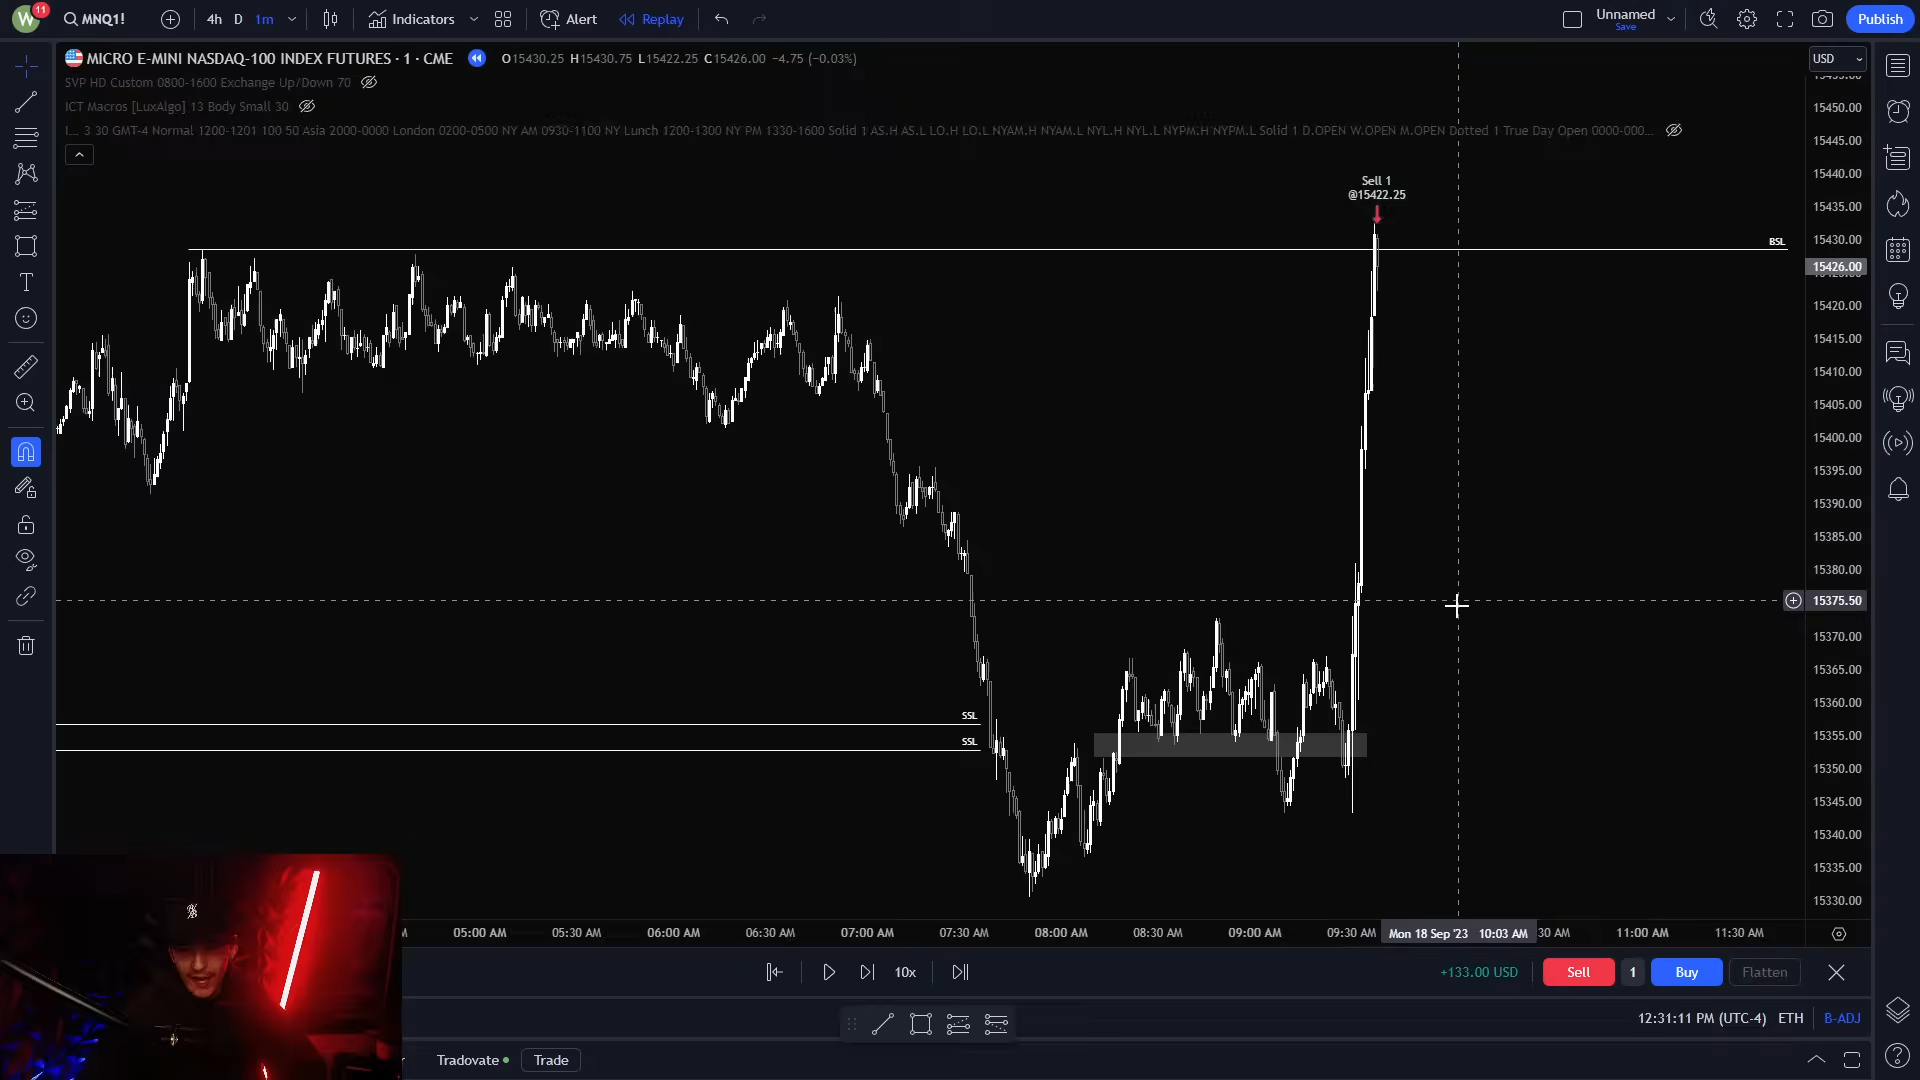 W
11
MNQ1!
4h D 1m
Indicators
Alert
Replay
Unnamed
Save
Publish
MICRO E-MINI NASDAQ-100 INDEX FUTURES · 1 · CME
O15430.25 H15430.75 L15422.25 C15426.00 −4.75 (−0.03%)
USD
SVP HD Custom 0800-1600 Exchange Up/Down 70
ICT Macros [LuxAlgo] 13 Body Small 30
I... 3 30 GMT-4 Normal 1200-1201 100 50 Asia 2000-0000 London 0200-0500 NY AM 0930-1100 NY Lunch 1200-1300 NY PM 1330-1600 Solid 1 AS.H AS.L LO.H LO.L NYAM.H NYAM.L NYL.H NYL.L NYPM.H NYPM.L Solid 1 D.OPEN W.OPEN M.OPEN Dotted 1 True Day Open 0000-000...
15450.00
15445.00
15440.00
15435.00
15430.00
15426.00
15420.00
15415.00
15410.00
15405.00
15400.00
15395.00
15390.00
15385.00
15380.00
15375.50
15370.00
15365.00
15360.00
15355.00
15350.00
15345.00
15340.00
15335.00
15330.00
Sell 1
@15422.25
BSL
SSL
SSL
05:00 AM 05:30 AM 06:00 AM 06:30 AM 07:00 AM 07:30 AM 08:00 AM 08:30 AM 09:00 AM 09:30 AM Mon 18 Sep '23 10:03 AM 30 AM 11:00 AM 11:30 AM
10x
+133.00 USD
Sell
1
Buy
Flatten
12:31:11 PM (UTC-4) ETH B-ADJ
Tradovate
Trade